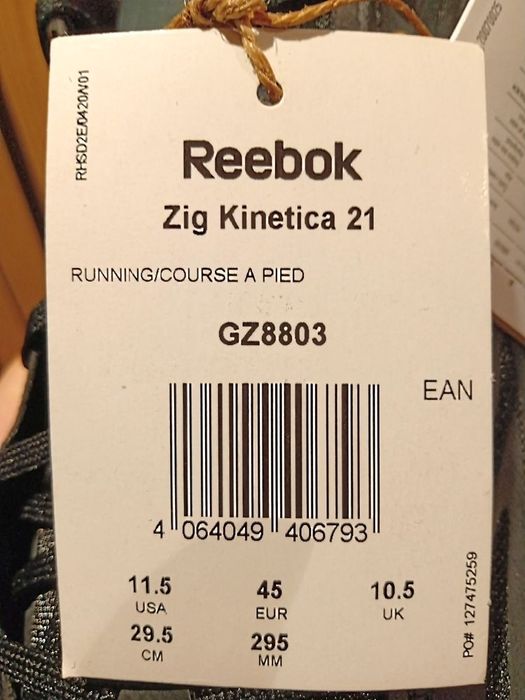 RHSD2E/0420/V01
Reebok
Zig Kinetica 21
RUNNING/COURSE A PIED
GZ8803
EAN
4 064049 406793
11.5 45 10.5
USA EUR UK
29.5 295
CM MM
PO# 127475259